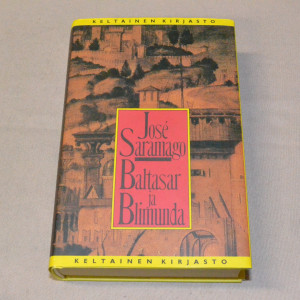 KELTAINEN KIRJASTO
José
Saramago
Baltasar
ja
Blimunda
KELTAINEN KIRJASTO